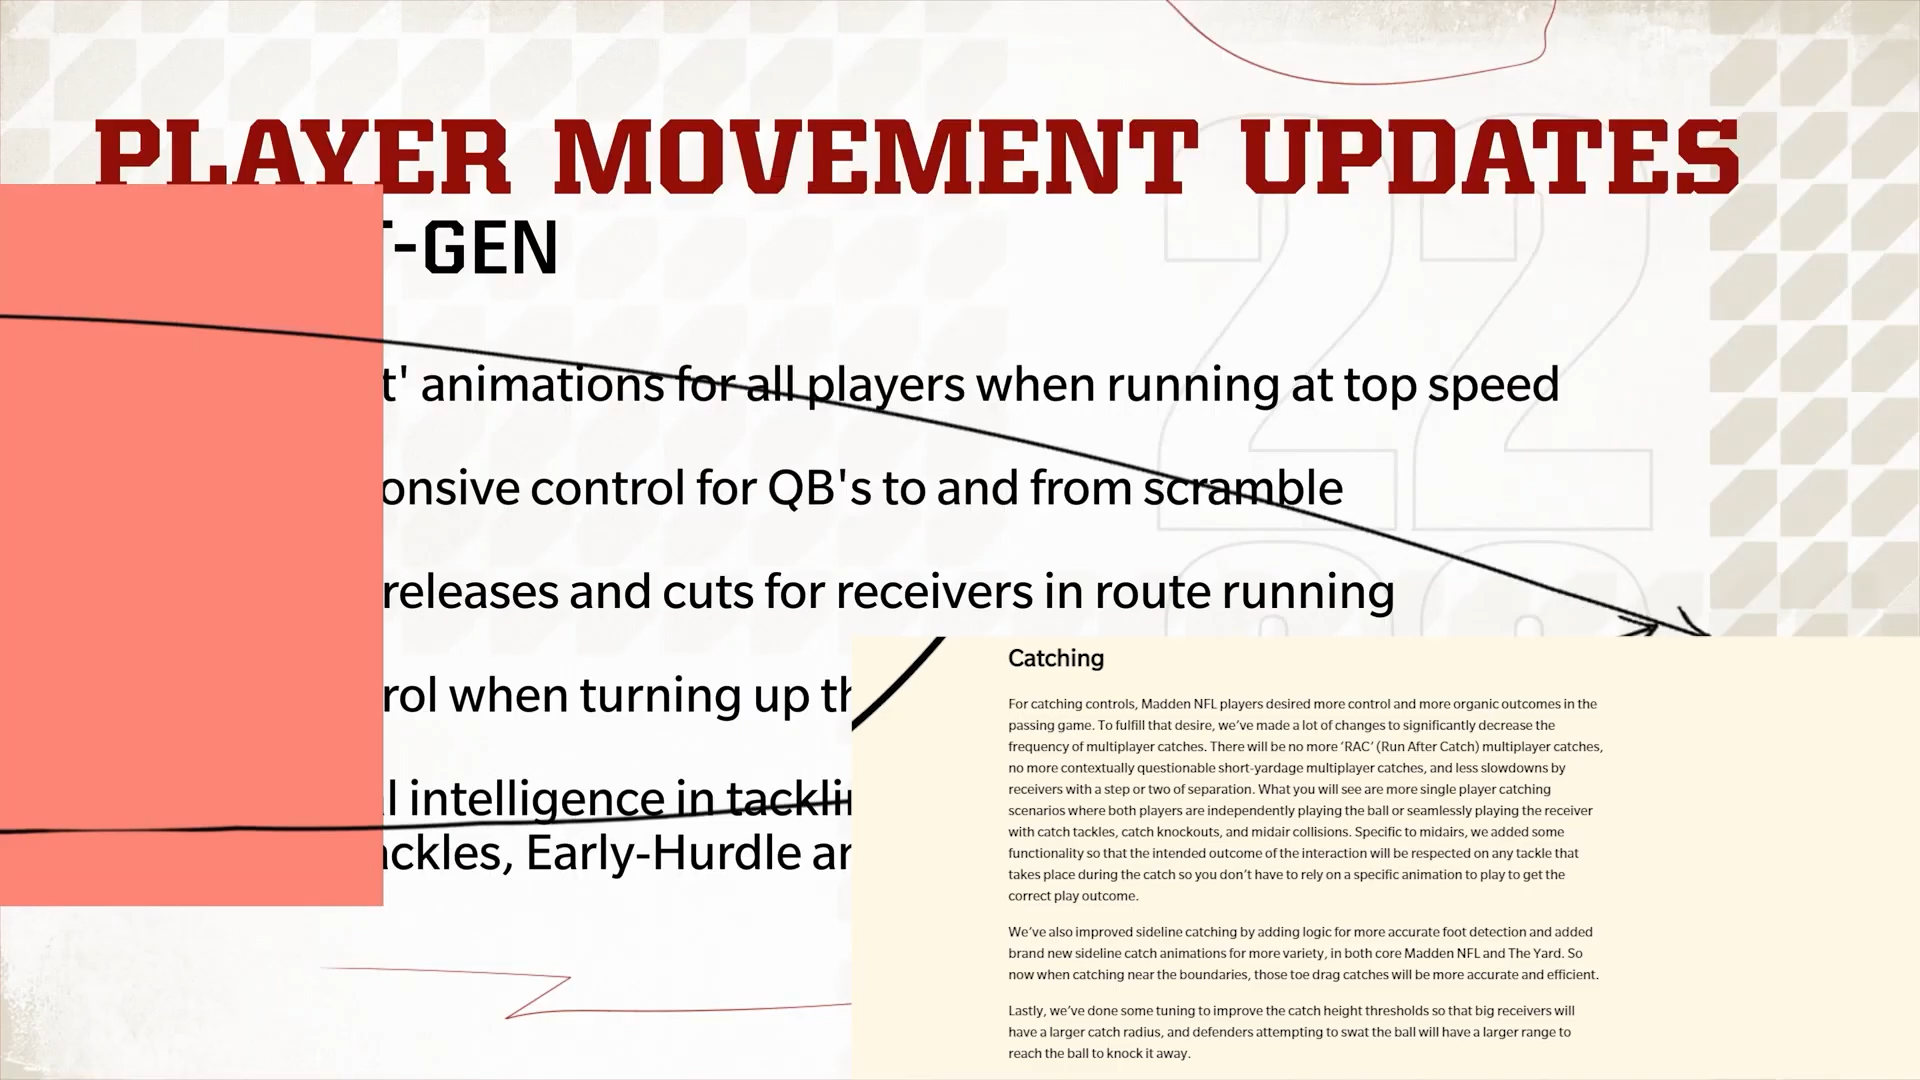 PLAYER MOVEMENT UPDATES
-GEN
t' animations for all players when running at top speed
onsive control for QB's to and from scramble
releases and cuts for receivers in route running
rol when turning up th
l intelligence in tacklin
ackles, Early-Hurdle an
22
Catching
For catching controls, Madden NFL players desired more control and more organic outcomes in the
passing game. To fulfill that desire, we've made a lot of changes to significantly decrease the
frequency of multiplayer catches. There will be no more 'RAC' (Run After Catch) multiplayer catches,
no more contextually questionable short-yardage multiplayer catches, and less slowdowns by
receivers with a step or two of separation. What you will see are more single player catching
scenarios where both players are independently playing the ball or seamlessly playing the receiver
with catch tackles, catch knockouts, and midair collisions. Specific to midairs, we added some
functionality so that the intended outcome of the interaction will be respected on any tackle that
takes place during the catch so you don't have to rely on a specific animation to play to get the
correct play outcome.
We've also improved sideline catching by adding logic for more accurate foot detection and added
brand new sideline catch animations for more variety, in both core Madden NFL and The Yard. So
now when catching near the boundaries, those toe drag catches will be more accurate and efficient.
Lastly, we've done some tuning to improve the catch height thresholds so that big receivers will
have a larger catch radius, and defenders attempting to swat the ball will have a larger range to
reach the ball to knock it away.